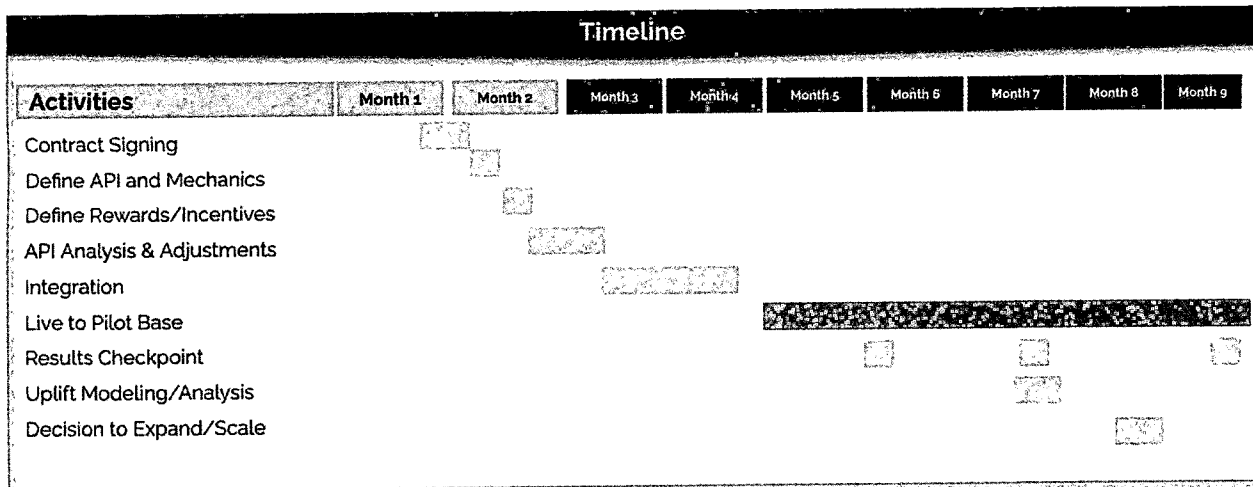 Timeline
Activities Month 1 Month 2 Month 3 Month 4 Month 5 Month 6 Month 7 Month 8 Month 9
Contract Signing
Define API and Mechanics
Define Rewards/Incentives
API Analysis & Adjustments
Integration
Live to Pilot Base
Results Checkpoint
Uplift Modeling/Analysis
Decision to Expand/Scale